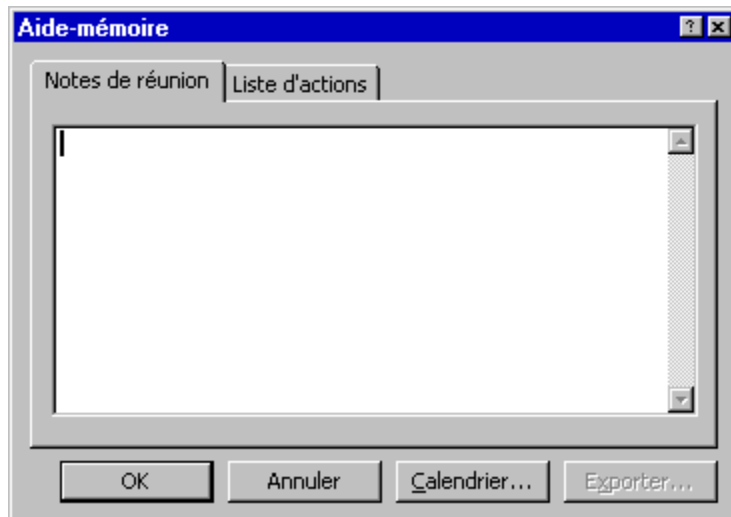 Aide-mémoire
Notes de réunion Liste d'actions
OK Annuler Calendrier... Exporter...